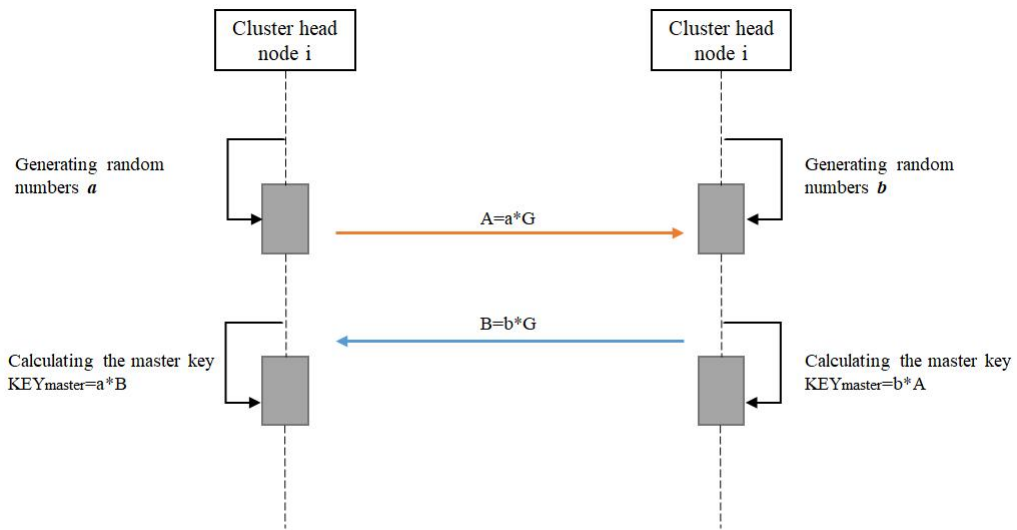 Cluster head
node i
Cluster head
node i
Generating random
numbers a
Generating random
numbers b
A=a*G
B=b*G
Calculating the master key
KEYmaster=a*B
Calculating the master key
KEYmaster=b*A